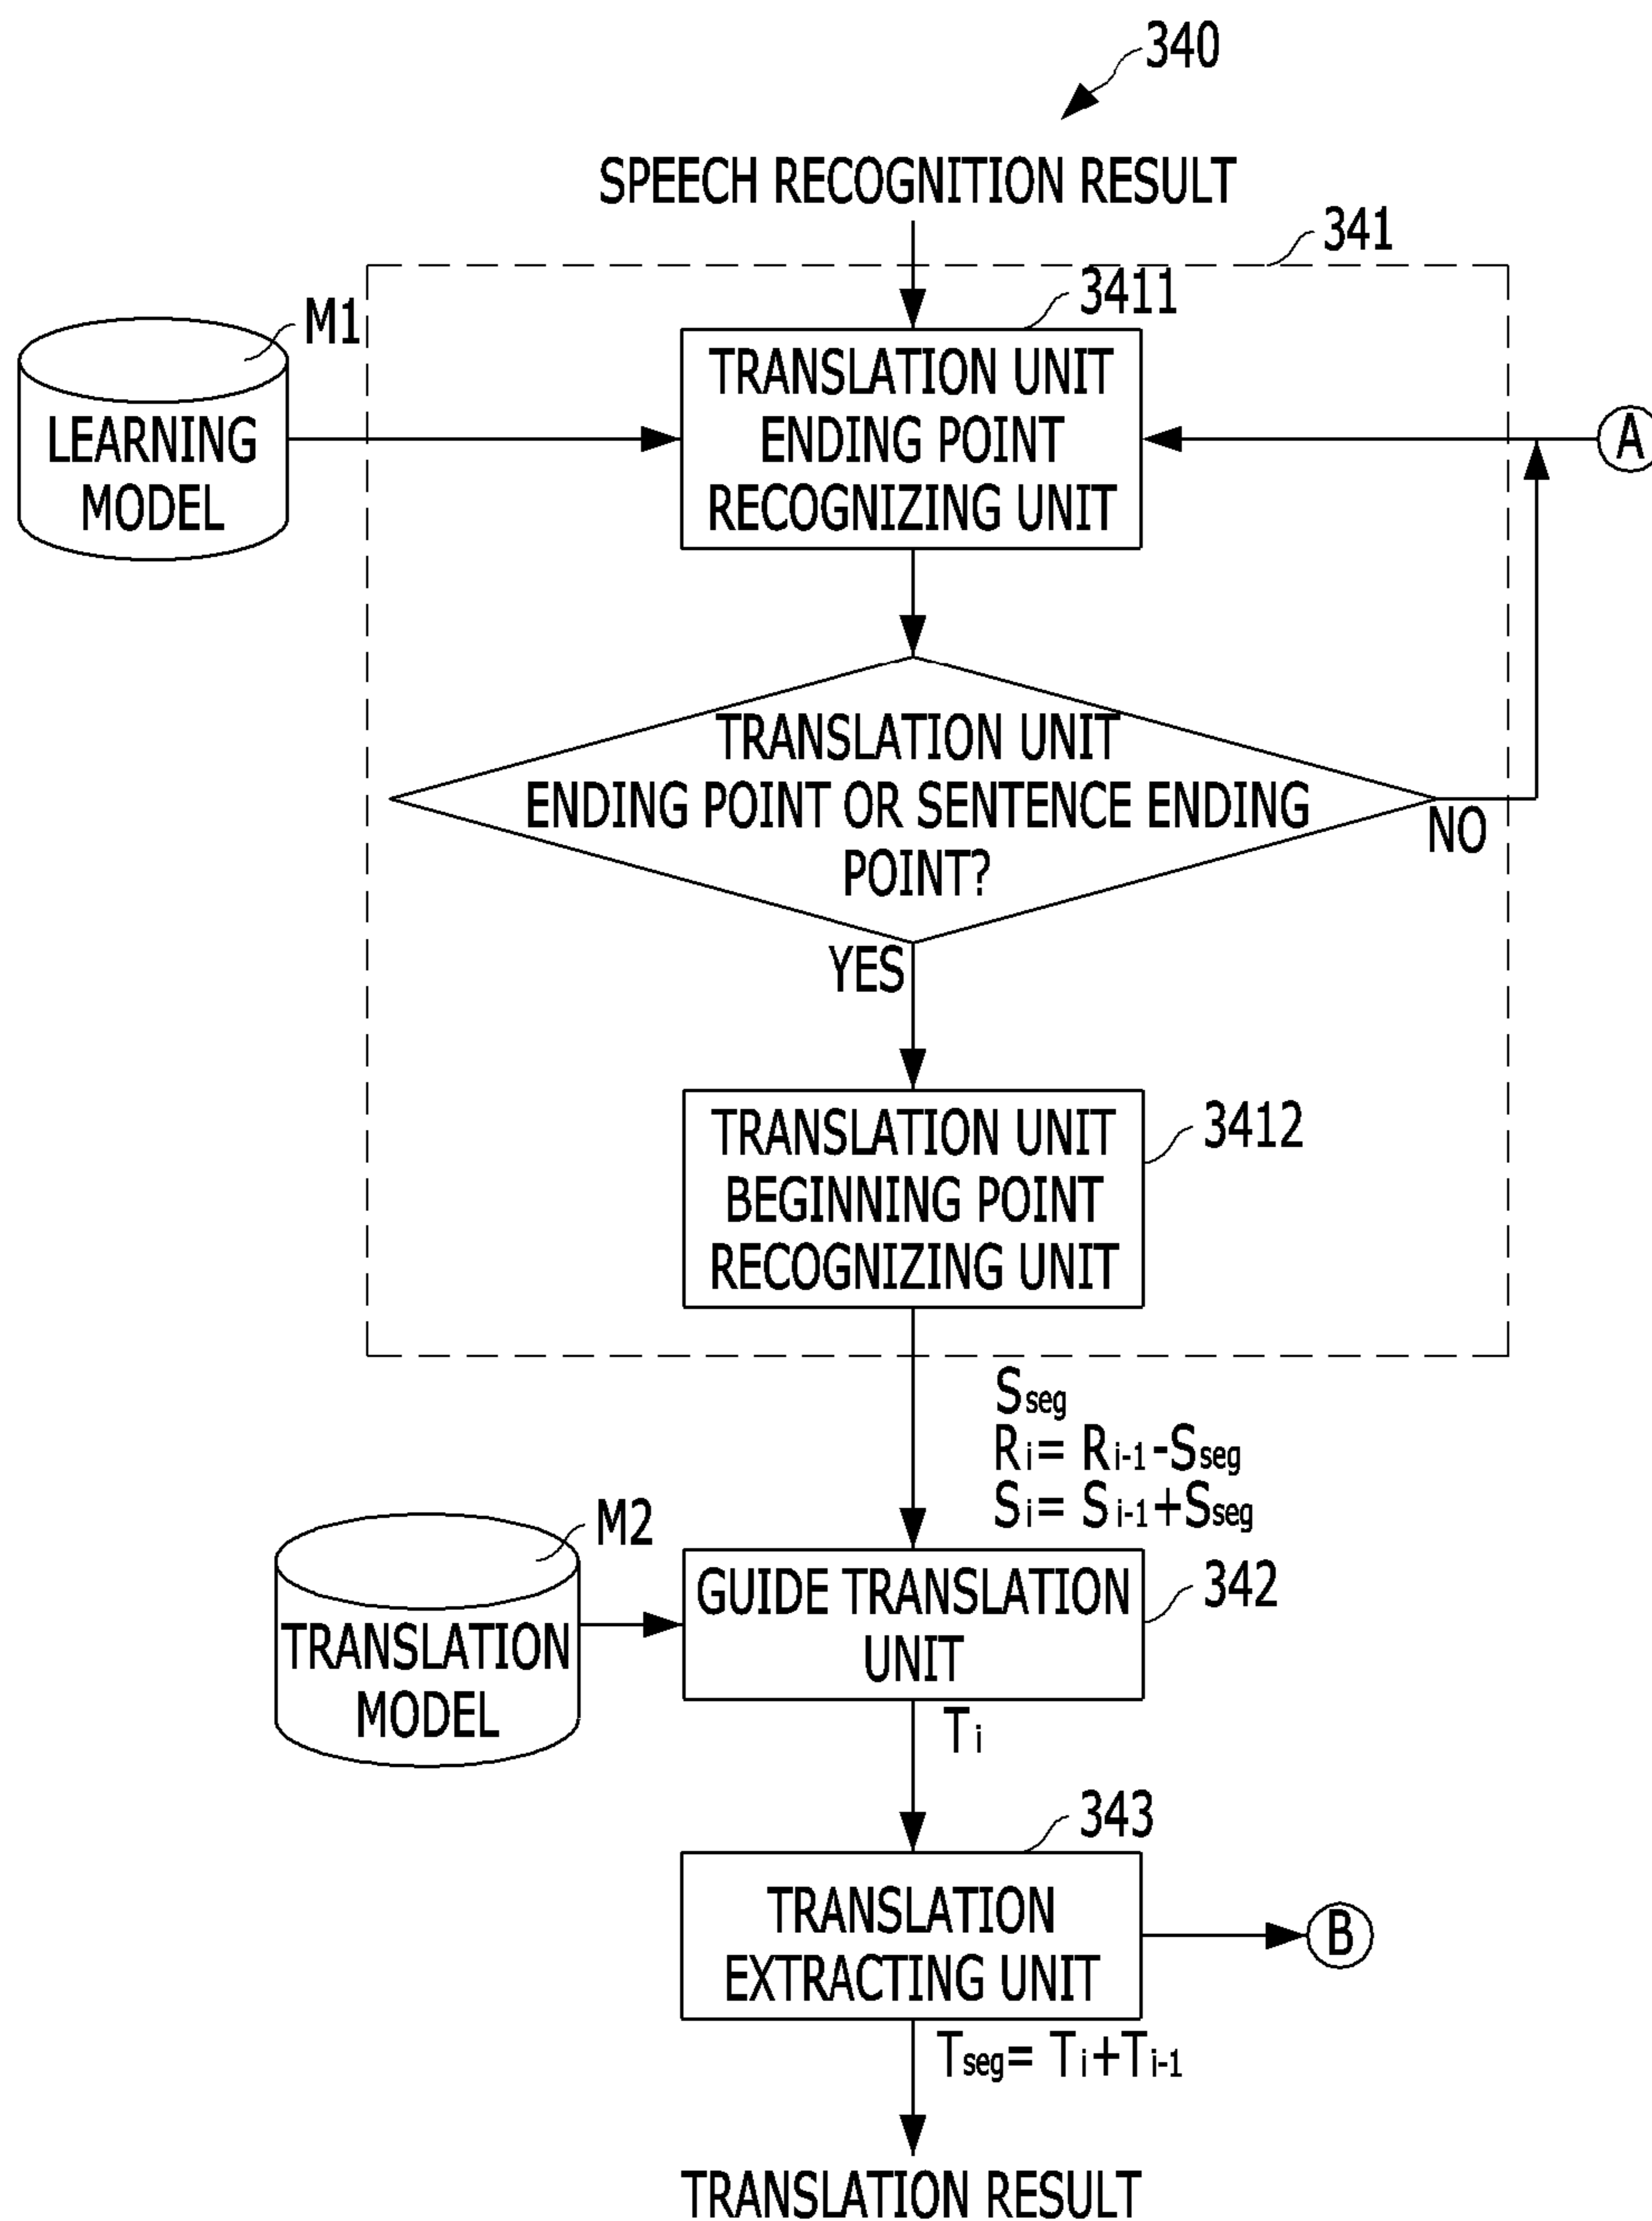 340
SPEECH RECOGNITION RESULT
341
3411
M1
TRANSLATION UNIT
ENDING POINT
RECOGNIZING UNIT
LEARNING
MODEL
A
TRANSLATION UNIT
ENDING POINT OR SENTENCE ENDING
POINT?
NO
YES
3412
TRANSLATION UNIT
BEGINNING POINT
RECOGNIZING UNIT
Sseg
Ri= Ri-1-Sseg
Si= Si-1+Sseg
M2
342
GUIDE TRANSLATION
UNIT
TRANSLATION
MODEL
Ti
343
TRANSLATION
EXTRACTING UNIT
B
Tseg= Ti+Ti-1
TRANSLATION RESULT